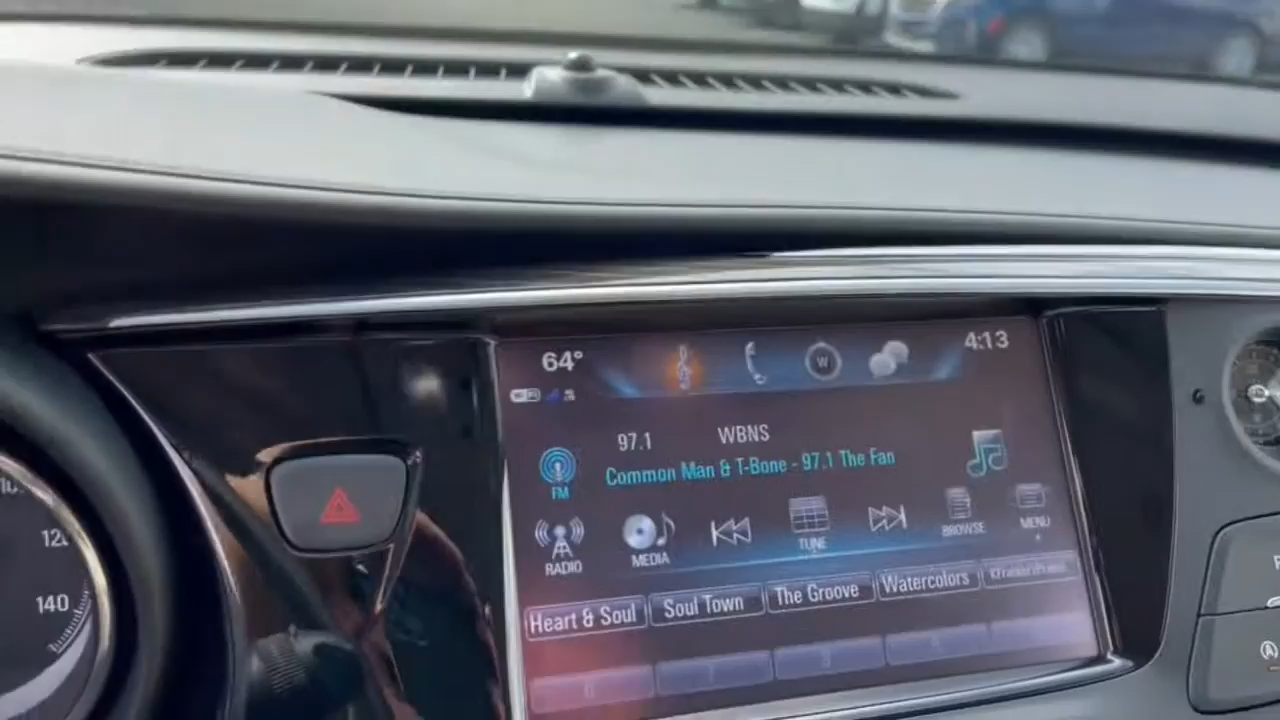 64°
4:13
W
97.1 WBNS
Common Man & T-Bone - 97.1 The Fan
FM
RADIO
MEDIA
TUNE
BROWSE
MENU
Heart & Soul
Soul Town
The Groove
Watercolors
140